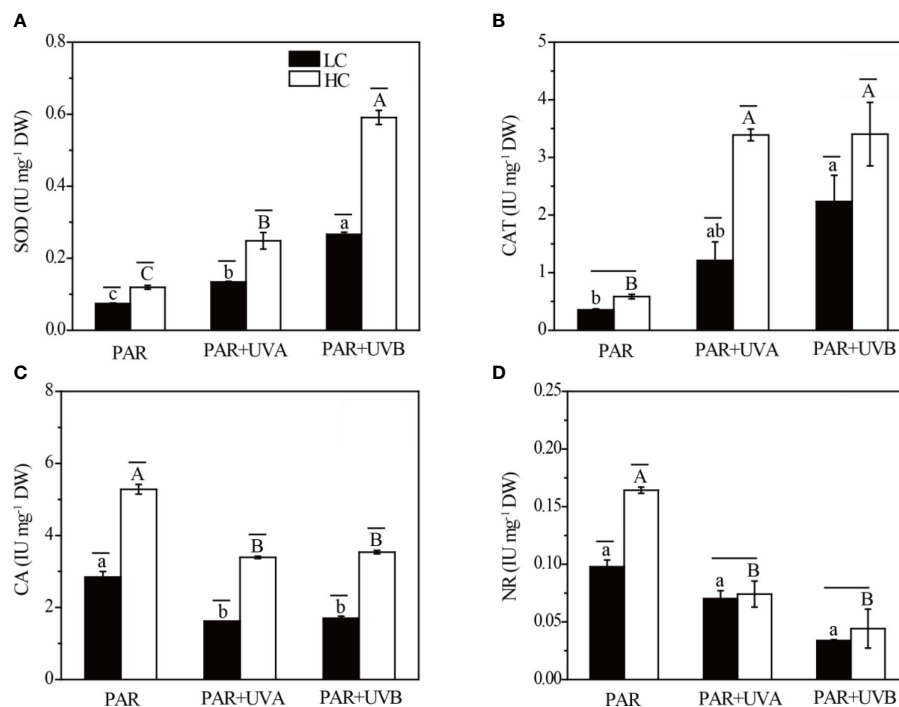 A
SOD (IU mg⁻¹ DW)
0.8
0.6
0.4
0.2
0.0
LC
HC
c
C
b
B
a
A
PAR
PAR+UVA
PAR+UVB
B
CAT (IU mg⁻¹ DW)
5
4
3
2
1
0
b
B
ab
A
a
A
PAR
PAR+UVA
PAR+UVB
C
CA (IU mg⁻¹ DW)
8
6
4
2
0
a
A
b
B
b
B
PAR
PAR+UVA
PAR+UVB
D
NR (IU mg⁻¹ DW)
0.25
0.20
0.15
0.10
0.05
0.00
a
A
a
B
a
B
PAR
PAR+UVA
PAR+UVB